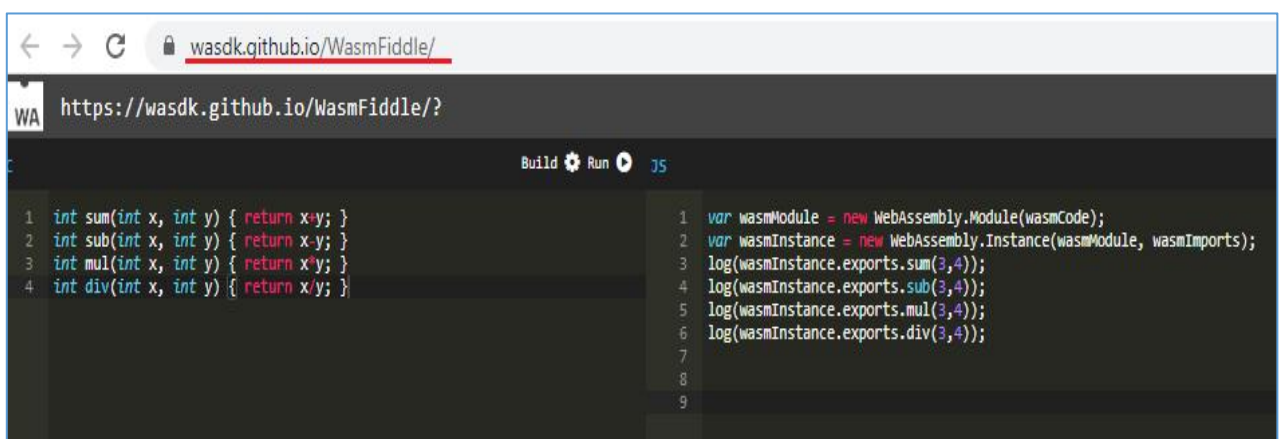 wasdk.github.io/WasmFiddle/
WA https://wasdk.github.io/WasmFiddle/?
C Build Run JS
1 int sum(int x, int y) { return x+y; }
2 int sub(int x, int y) { return x-y; }
3 int mul(int x, int y) { return x*y; }
4 int div(int x, int y) { return x/y; }
1 var wasmModule = new WebAssembly.Module(wasmCode);
2 var wasmInstance = new WebAssembly.Instance(wasmModule, wasmImports);
3 log(wasmInstance.exports.sum(3,4));
4 log(wasmInstance.exports.sub(3,4));
5 log(wasmInstance.exports.mul(3,4));
6 log(wasmInstance.exports.div(3,4));
7
8
9